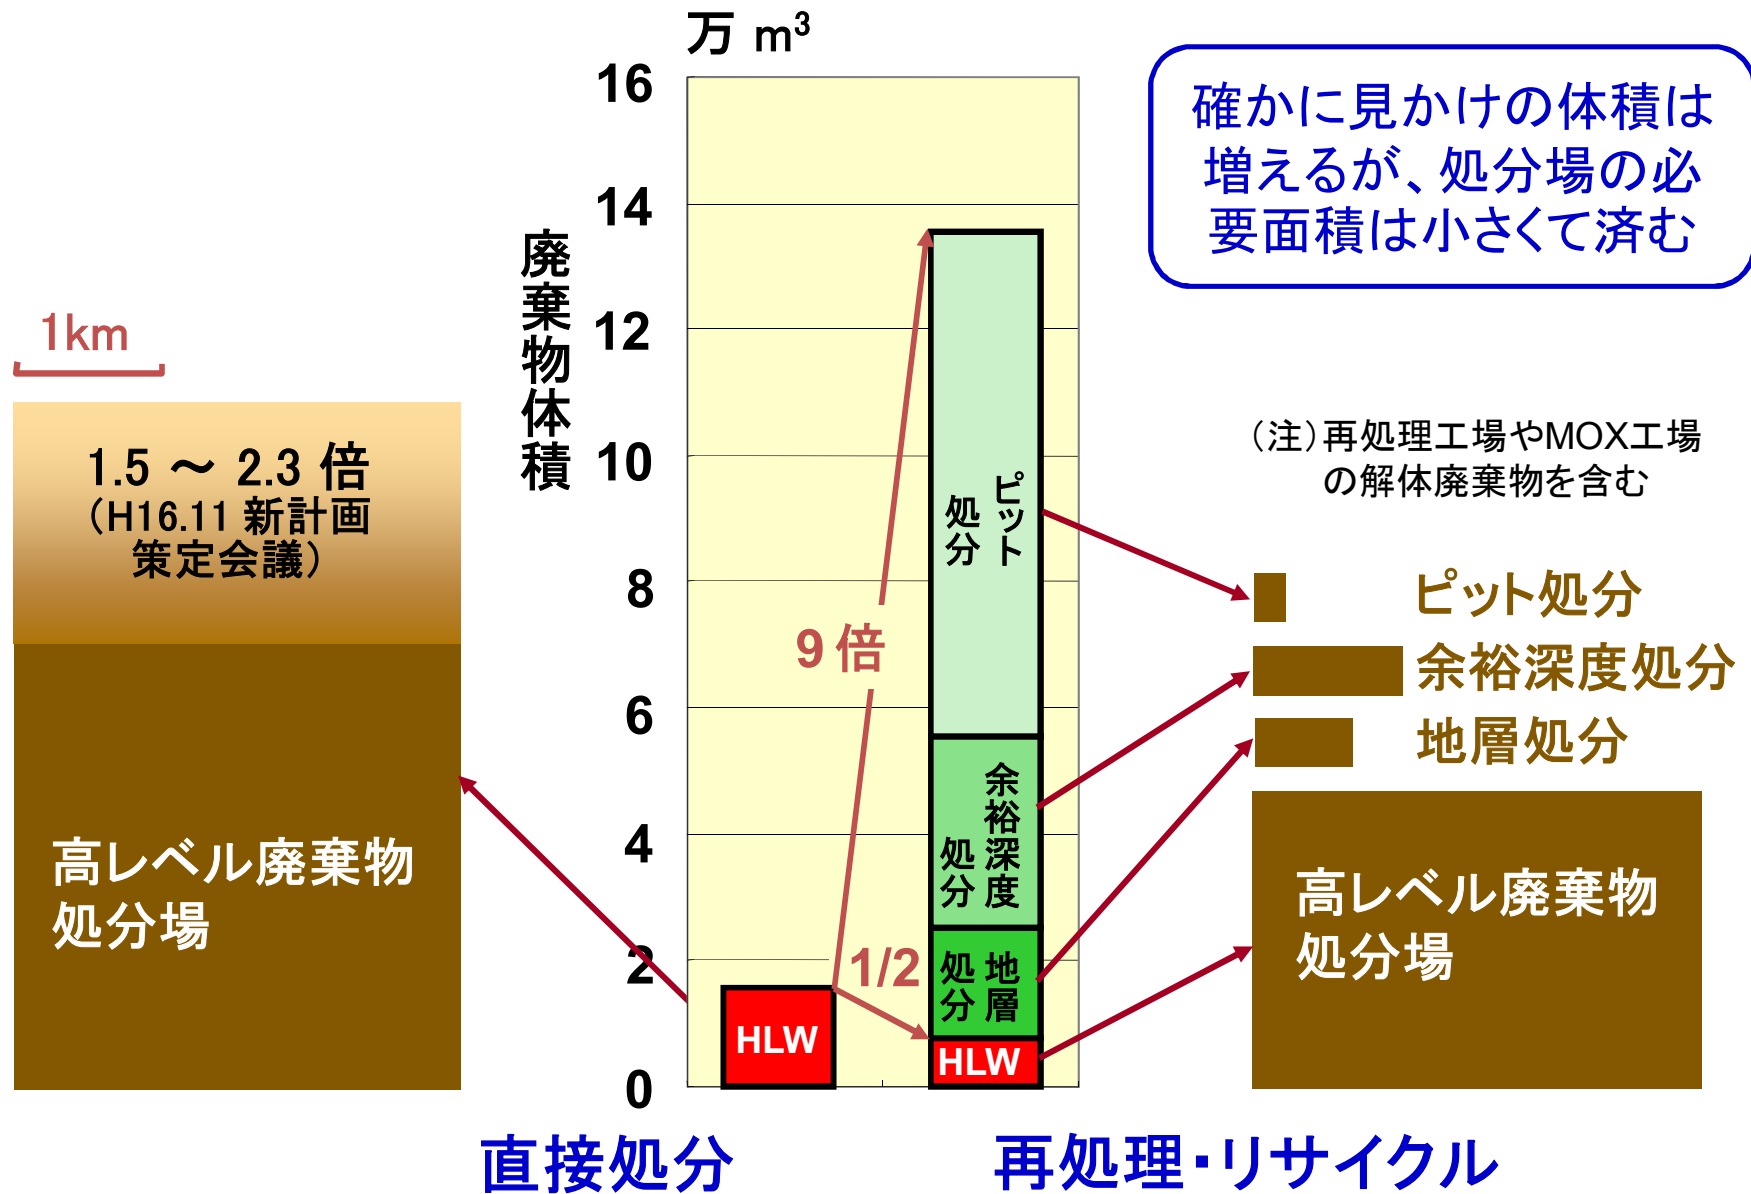 万 m³
16
14
12
10
8
6
4
2
0
廃棄物体積
確かに見かけの体積は
増えるが、処分場の必
要面積は小さくて済む
1km
1.5 ～ 2.3 倍
（H16.11 新計画
策定会議）
高レベル廃棄物
処分場
9 倍
1/2
HLW
ピット
処分
余裕深度
処分
地層
処分
HLW
（注）再処理工場やMOX工場
の解体廃棄物を含む
ピット処分
余裕深度処分
地層処分
高レベル廃棄物
処分場
直接処分
再処理・リサイクル